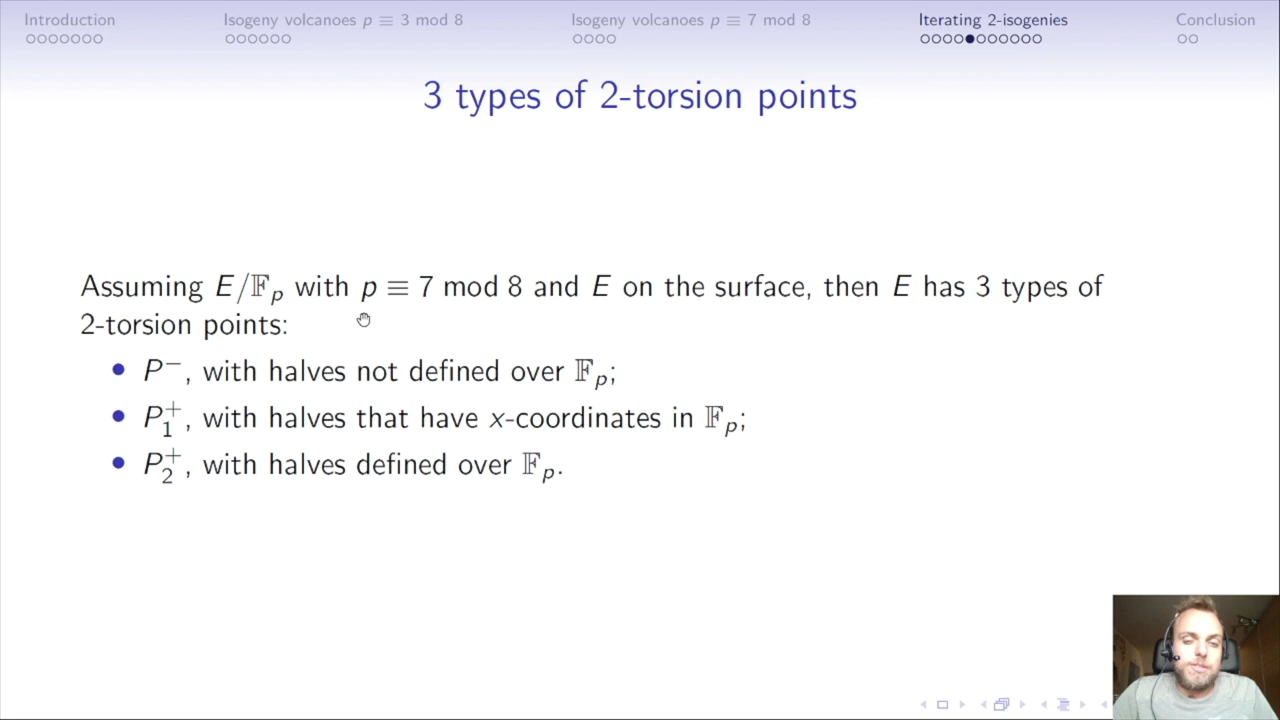 Introduction
Isogeny volcanoes p ≡ 3 mod 8
Isogeny volcanoes p ≡ 7 mod 8
Iterating 2-isogenies
Conclusion
3 types of 2-torsion points
Assuming E/𝔽ₚ with p ≡ 7 mod 8 and E on the surface, then E has 3 types of
2-torsion points:
• P⁻, with halves not defined over 𝔽ₚ;
• P₁⁺, with halves that have x-coordinates in 𝔽ₚ;
• P₂⁺, with halves defined over 𝔽ₚ.